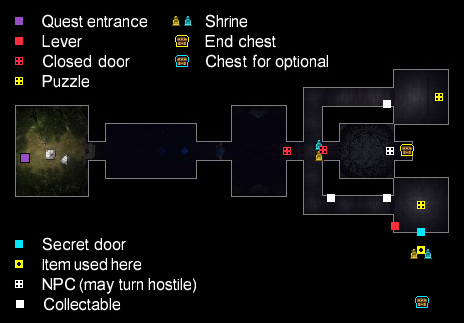 Quest entrance
Shrine
Lever
End chest
Closed door
Chest for optional
Puzzle
Secret door
Item used here
NPC (may turn hostile)
Collectable